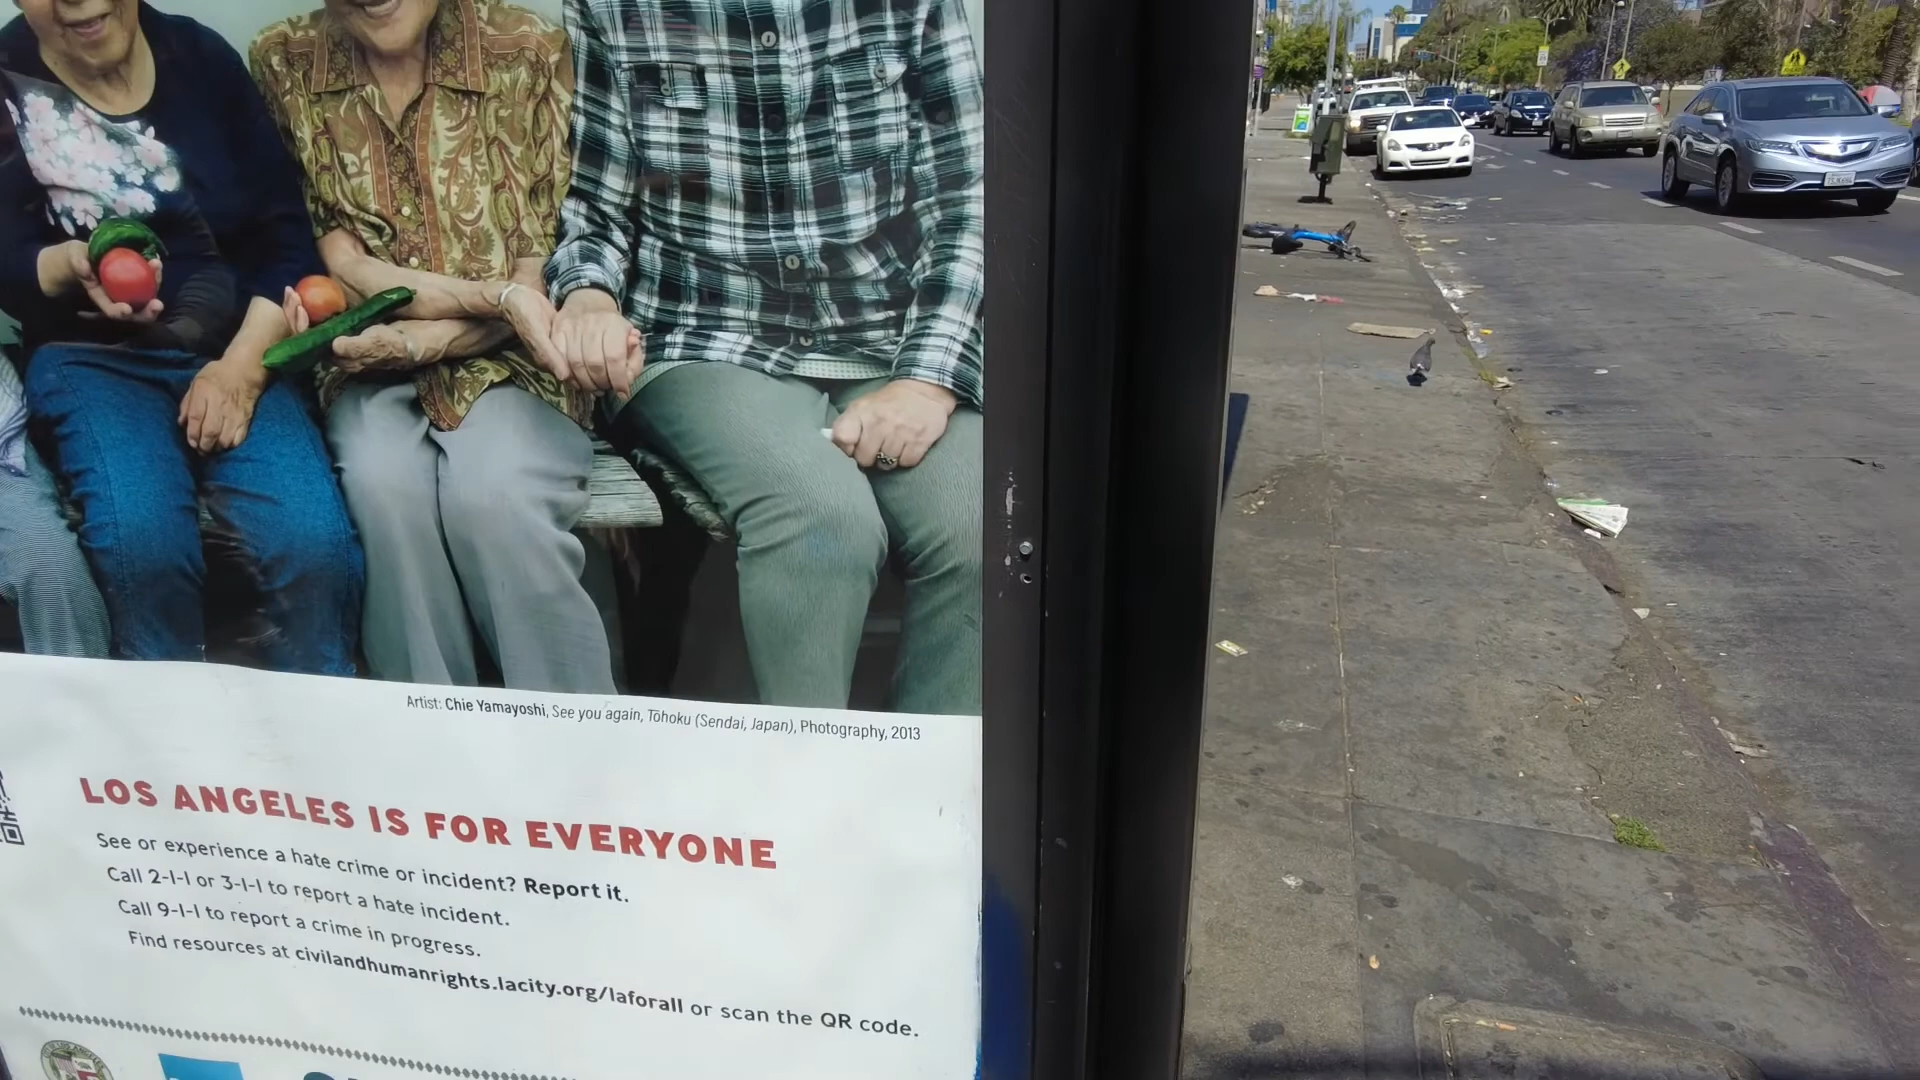 Artist: Chie Yamayoshi, See you again, Tōhoku (Sendai, Japan), Photography, 2013
LOS ANGELES IS FOR EVERYONE
See or experience a hate crime or incident? Report it.
Call 2-1-1 or 3-1-1 to report a hate incident.
Call 9-1-1 to report a crime in progress.
Find resources at civilandhumanrights.lacity.org/laforall or scan the QR code.